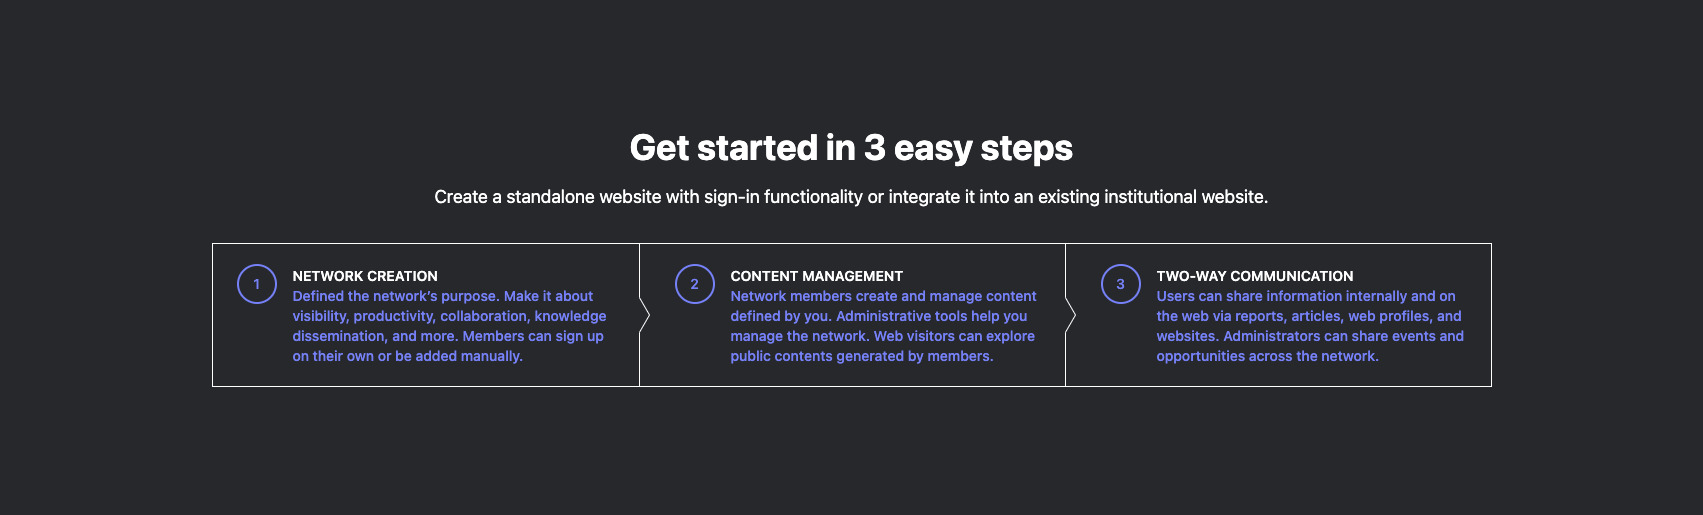 Get started in 3 easy steps
Create a standalone website with sign-in functionality or integrate it into an existing institutional website.
1
NETWORK CREATION
Defined the network’s purpose. Make it about
visibility, productivity, collaboration, knowledge
dissemination, and more. Members can sign up
on their own or be added manually.
2
CONTENT MANAGEMENT
Network members create and manage content
defined by you. Administrative tools help you
manage the network. Web visitors can explore
public contents generated by members.
3
TWO-WAY COMMUNICATION
Users can share information internally and on
the web via reports, articles, web profiles, and
websites. Administrators can share events and
opportunities across the network.